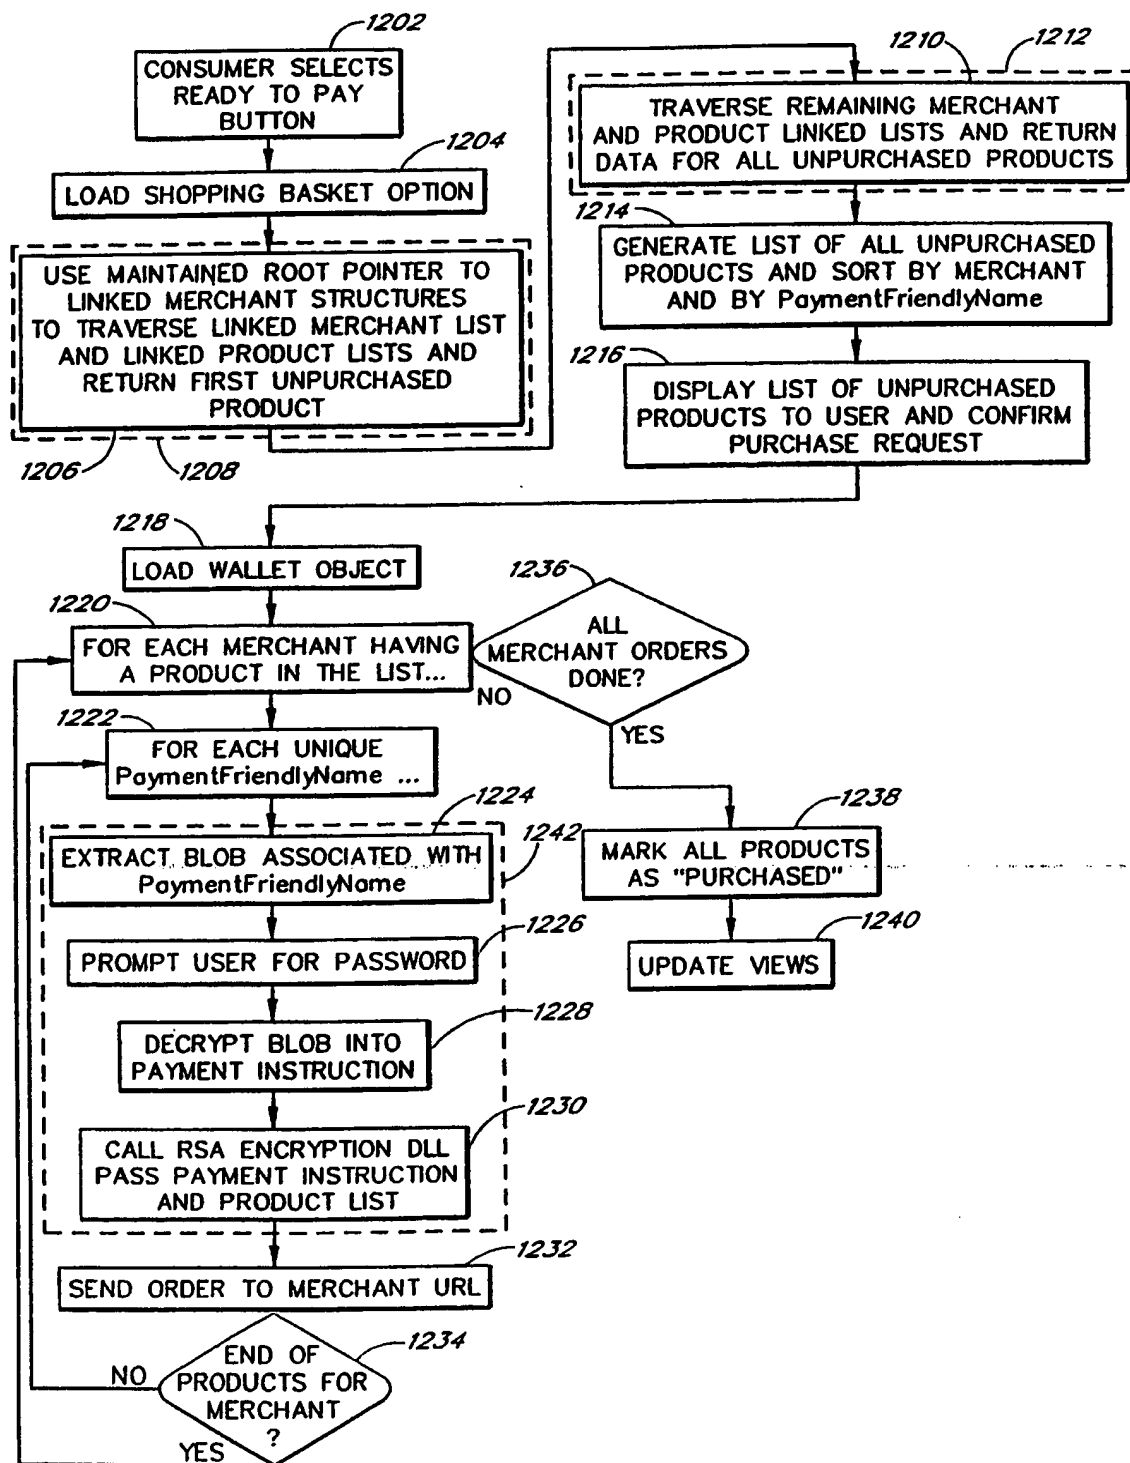 1202
CONSUMER SELECTS
READY TO PAY
BUTTON
1204
LOAD SHOPPING BASKET OPTION
USE MAINTAINED ROOT POINTER TO
LINKED MERCHANT STRUCTURES
TO TRAVERSE LINKED MERCHANT LIST
AND LINKED PRODUCT LISTS AND
RETURN FIRST UNPURCHASED
PRODUCT
1206
1208
1210
1212
TRAVERSE REMAINING MERCHANT
AND PRODUCT LINKED LISTS AND RETURN
DATA FOR ALL UNPURCHASED PRODUCTS
1214
GENERATE LIST OF ALL UNPURCHASED
PRODUCTS AND SORT BY MERCHANT
AND BY PaymentFriendlyName
1216
DISPLAY LIST OF UNPURCHASED
PRODUCTS TO USER AND CONFIRM
PURCHASE REQUEST
1218
LOAD WALLET OBJECT
1220
FOR EACH MERCHANT HAVING
A PRODUCT IN THE LIST...
1236
ALL
MERCHANT ORDERS
DONE?
NO
YES
1222
FOR EACH UNIQUE
PaymentFriendlyName ...
1224
1242
EXTRACT BLOB ASSOCIATED WITH
PaymentFriendlyName
1226
PROMPT USER FOR PASSWORD
1228
DECRYPT BLOB INTO
PAYMENT INSTRUCTION
1230
CALL RSA ENCRYPTION DLL
PASS PAYMENT INSTRUCTION
AND PRODUCT LIST
1232
SEND ORDER TO MERCHANT URL
1234
END OF
PRODUCTS FOR
MERCHANT
?
NO
YES
1238
MARK ALL PRODUCTS
AS "PURCHASED"
1240
UPDATE VIEWS